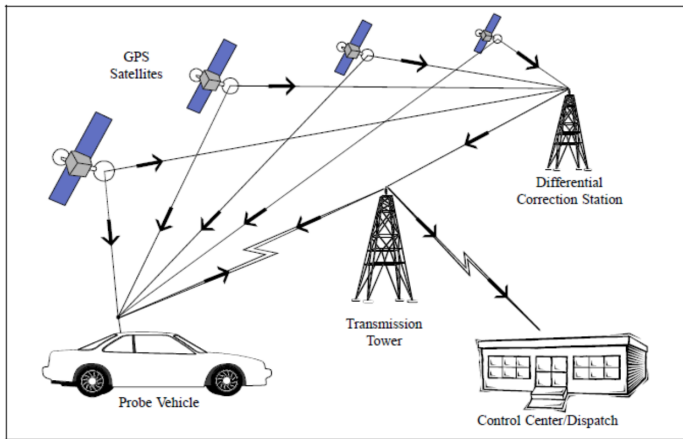 GPS
Satellites
Differential
Correction Station
Transmission
Tower
Probe Vehicle
Control Center/Dispatch